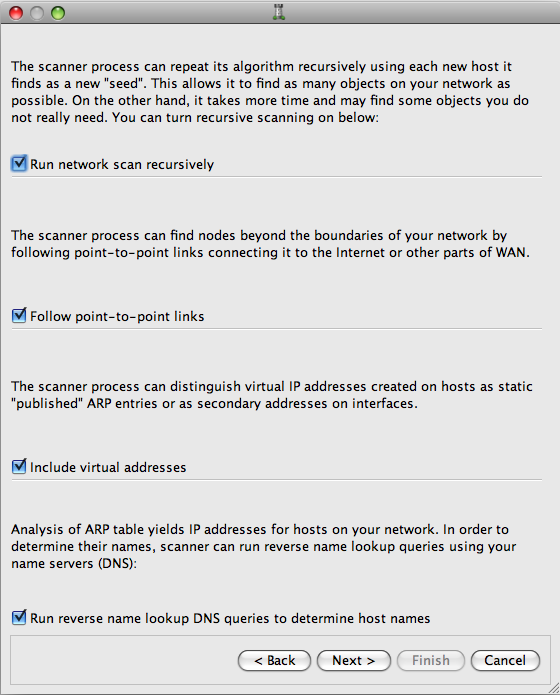 The scanner process can repeat its algorithm recursively using each new host it
finds as a new "seed". This allows it to find as many objects on your network as
possible. On the other hand, it takes more time and may find some objects you do
not really need. You can turn recursive scanning on below:
Run network scan recursively
The scanner process can find nodes beyond the boundaries of your network by
following point-to-point links connecting it to the Internet or other parts of WAN.
Follow point-to-point links
The scanner process can distinguish virtual IP addresses created on hosts as static
"published" ARP entries or as secondary addresses on interfaces.
Include virtual addresses
Analysis of ARP table yields IP addresses for hosts on your network. In order to
determine their names, scanner can run reverse name lookup queries using your
name servers (DNS):
Run reverse name lookup DNS queries to determine host names
< Back Next > Finish Cancel